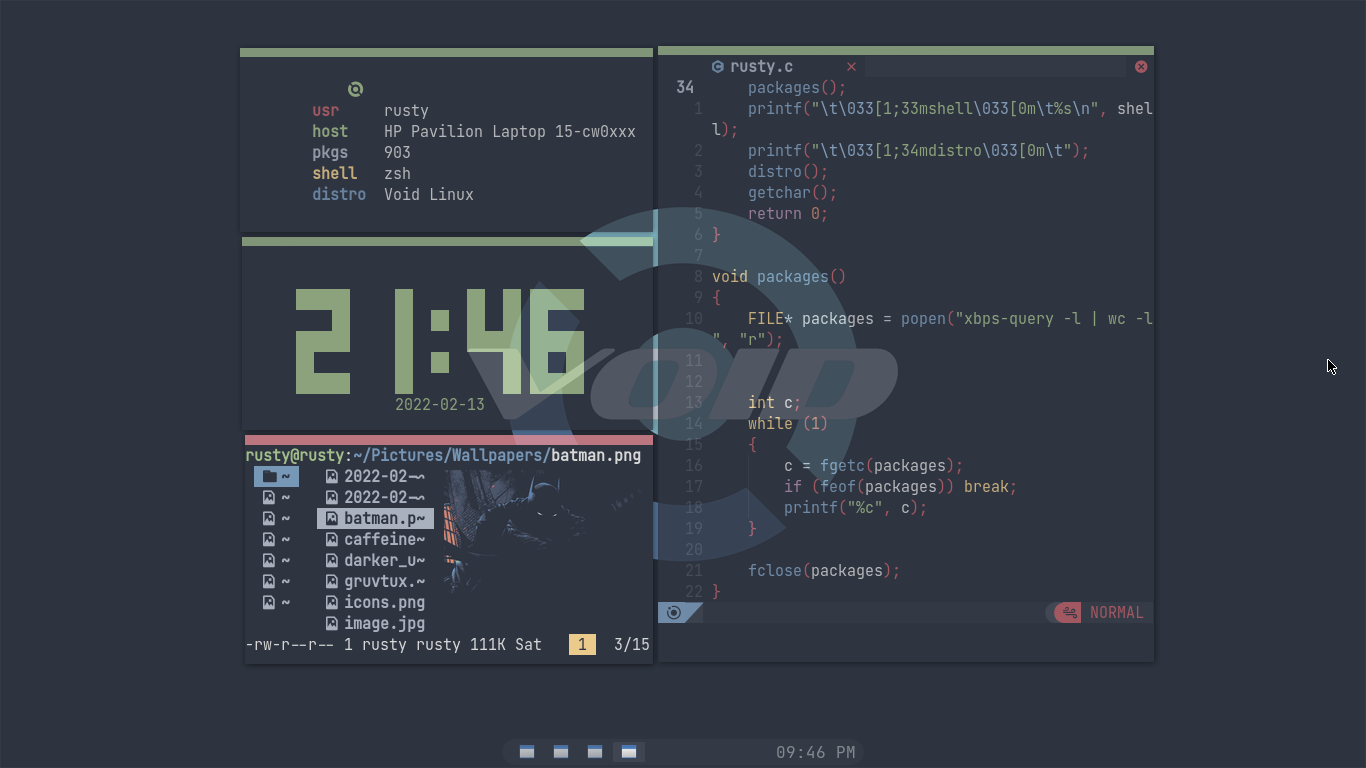 usr rusty
host HP Pavilion Laptop 15-cw0xxx
pkgs 903
shell zsh
distro Void Linux
21:46
2022-02-13
rusty@rusty:~/Pictures/Wallpapers/batman.png
~ 2022-02-~
~ 2022-02-~
~ batman.p~
~ caffeine~
~ darker_u~
~ gruvtux.~
~ icons.png
image.jpg
-rw-r--r-- 1 rusty rusty 111K Sat 1 3/15
rusty.c
34 packages();
1 printf("\t\033[1;33mshell\033[0m\t%s\n", shel
l);
2 printf("\t\033[1;34mdistro\033[0m\t");
3 distro();
4 getchar();
5 return 0;
6 }
7
8 void packages()
9 {
10 FILE* packages = popen("xbps-query -l | wc -l
", "r");
11
12
13 int c;
14 while (1)
15 {
16 c = fgetc(packages);
17 if (feof(packages)) break;
18 printf("%c", c);
19 }
20
21 fclose(packages);
22 }
NORMAL
VOID
09:46 PM